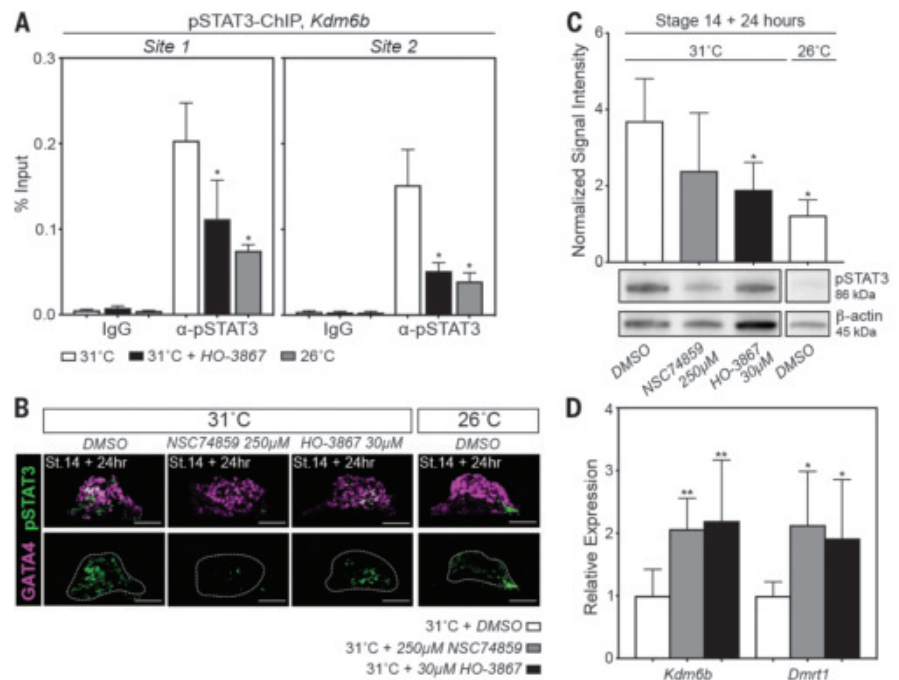 A
pSTAT3-ChIP, Kdm6b
Site 1
Site 2
0.3
0.2
0.1
0.0
% Input
IgG
α-pSTAT3
IgG
α-pSTAT3
*
*
*
*
31˚C
31˚C + HO-3867
26˚C
B
31˚C
26˚C
DMSO
NSC74859 250µM
HO-3867 30µM
DMSO
St.14 + 24hr
St.14 + 24hr
St.14 + 24hr
St.14 + 24hr
GATA4 pSTAT3
C
Stage 14 + 24 hours
31˚C
26˚C
6
4
2
0
Normalized Signal Intensity
*
*
pSTAT3
86 kDa
β-actin
45 kDa
DMSO
NSC74859
250µM
HO-3867
30µM
DMSO
D
4
3
2
1
0
Relative Expression
**
**
*
*
Kdm6b
Dmrt1
31˚C + DMSO
31˚C + 250µM NSC74859
31˚C + 30µM HO-3867